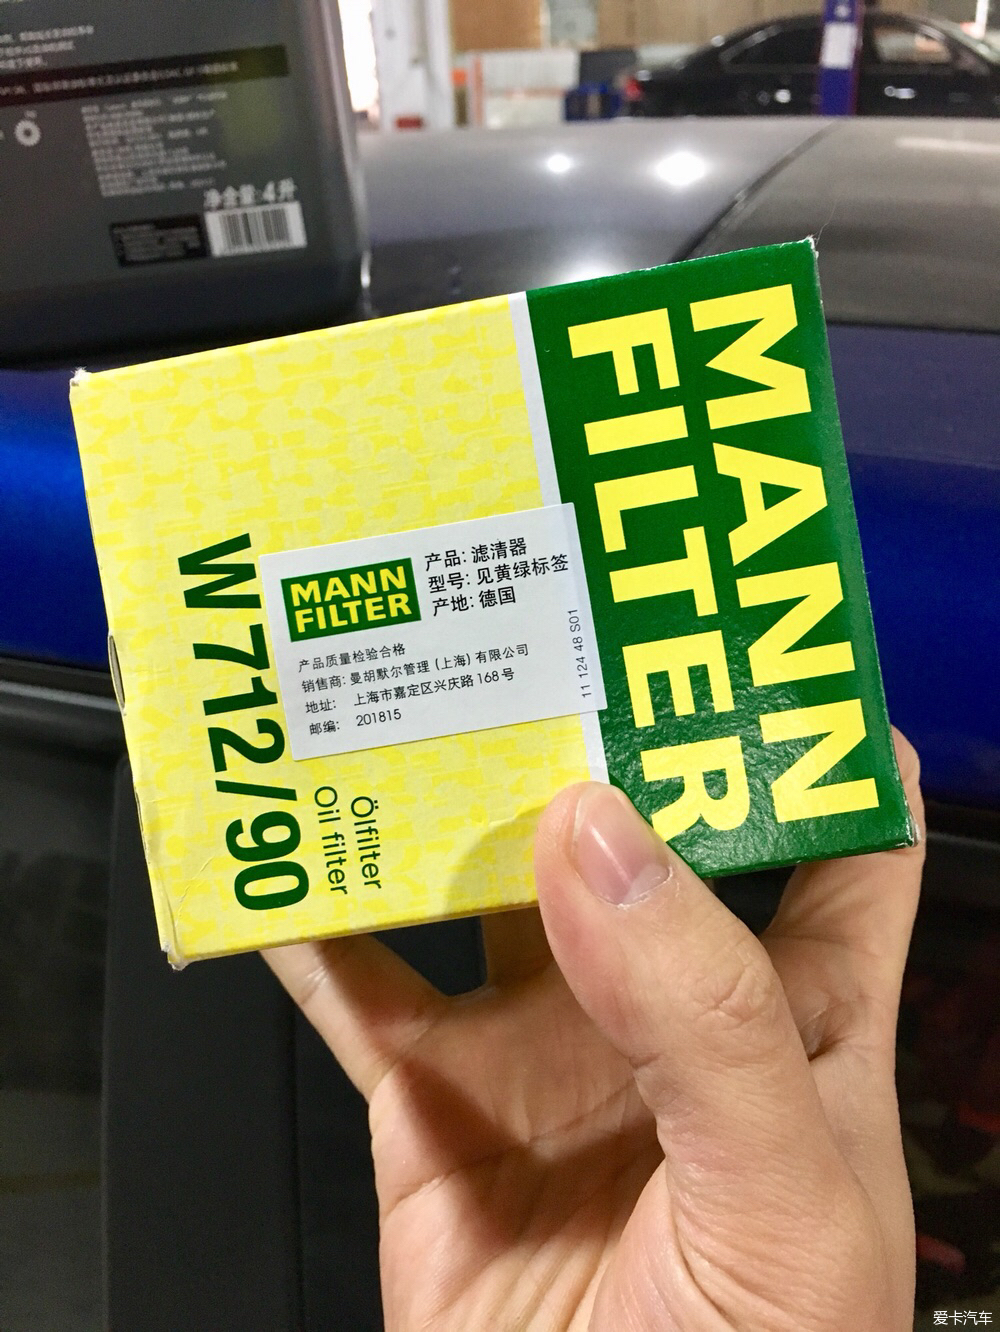 净含量:4升
MANN
FILTER
W 712/90
Ölfilter
Oil filter
MANN
FILTER
产品: 滤清器
型号: 见黄绿标签
产地: 德国
产品质量检验合格
销售商: 曼胡默尔管理 (上海) 有限公司
地址: 上海市嘉定区兴庆路 168 号
邮编: 201815
11 124 48 S01
爱卡汽车